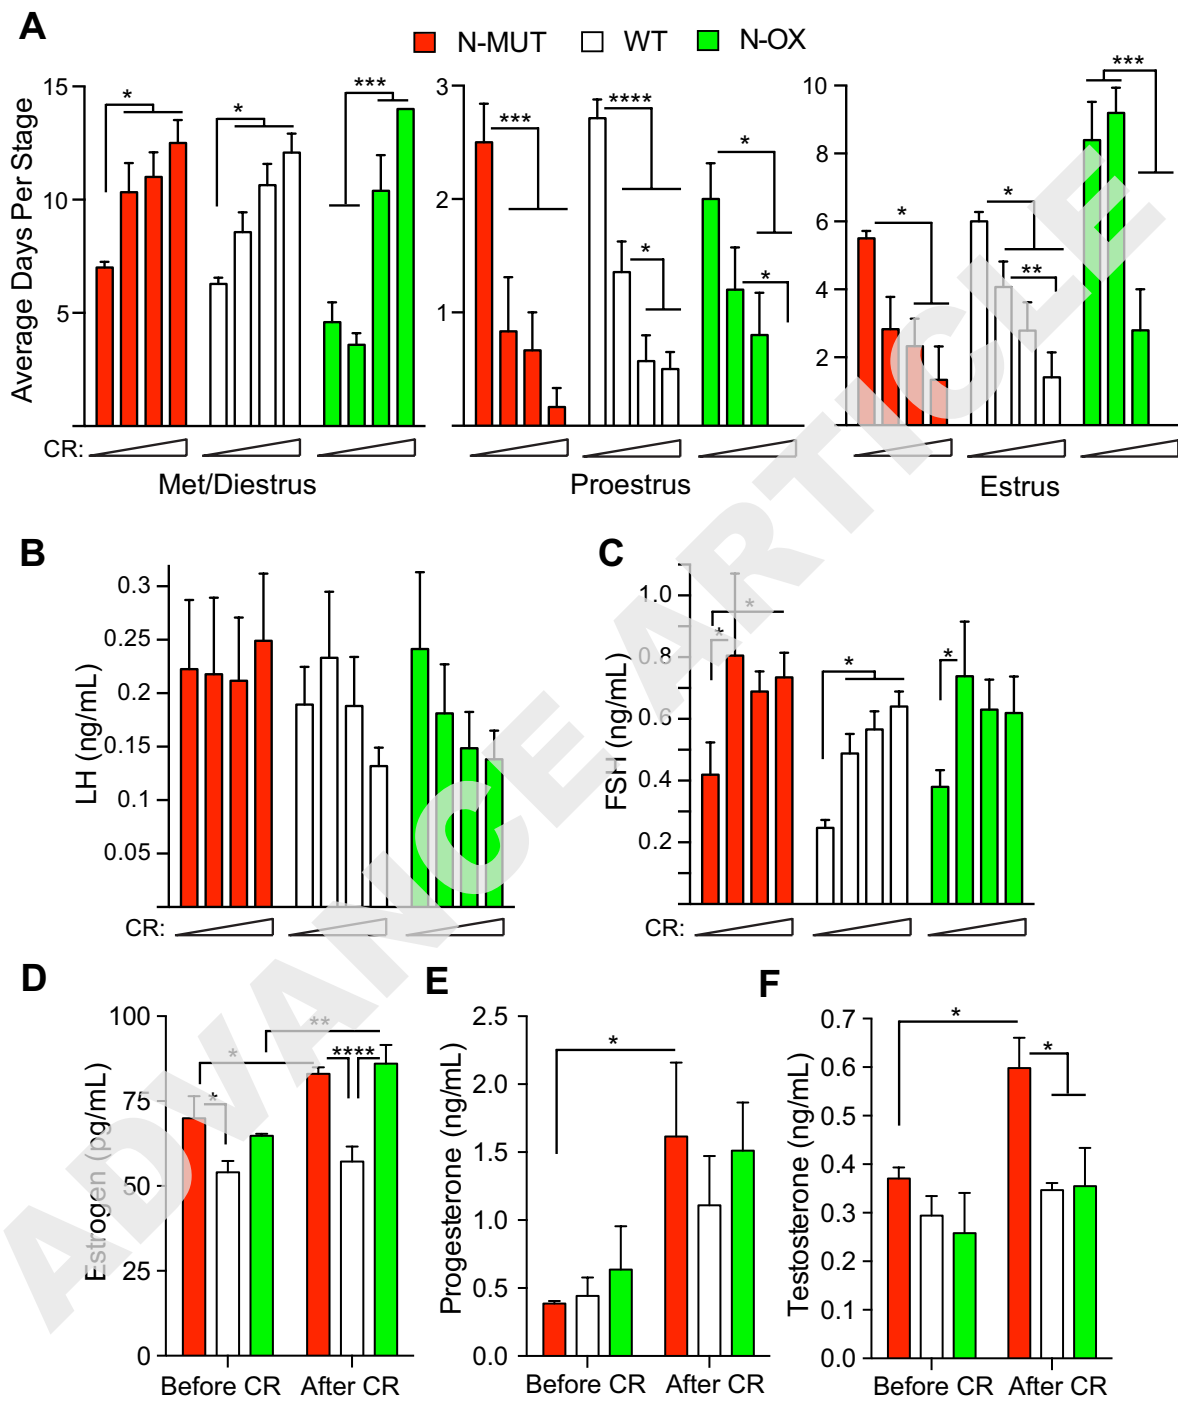 A
N-MUT WT N-OX
Average Days Per Stage
15
10
5
* * ***
3
2
1
*** **** * * *
10
8
6
4
2
* * ** ***
CR:
Met/Diestrus Proestrus Estrus
B
LH (ng/mL)
0.3
0.25
0.2
0.15
0.1
0.05
CR:
C
FSH (ng/mL)
1.0
0.8
0.6
0.4
0.2
* * * *
CR:
D
Estrogen (pg/mL)
100
75
50
25
0
* * ** ****
Before CR After CR
E
Progesterone (ng/mL)
2.5
2.0
1.5
1.0
0.5
0.0
*
Before CR After CR
F
Testosterone (ng/mL)
0.7
0.6
0.5
0.4
0.3
0.2
0.1
0.0
* *
Before CR After CR
ADVANCE ARTICLE